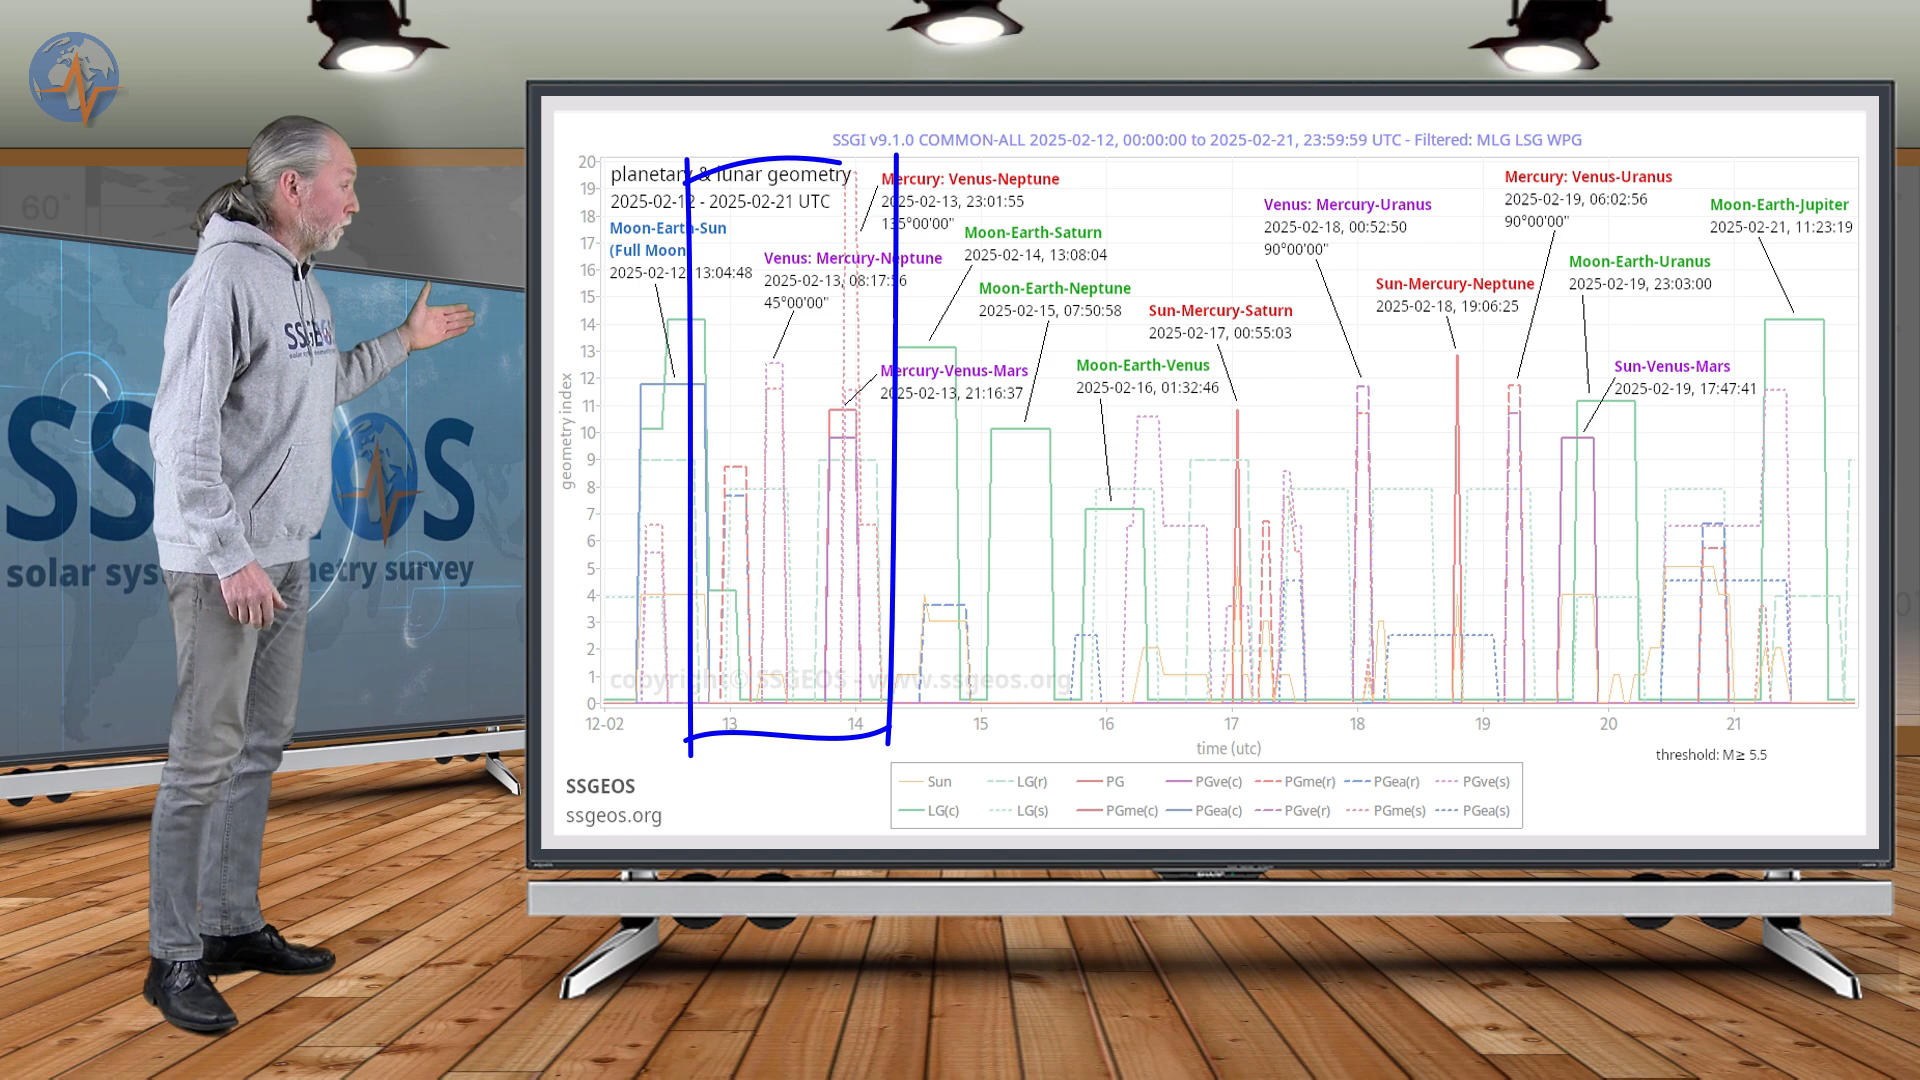 SSGI v9.1.0 COMMON-ALL 2025-02-12, 00:00:00 to 2025-02-21, 23:59:59 UTC - Filtered: MLG LSG WPG
planetary & lunar geometry
2025-02-12 - 2025-02-21 UTC
Moon-Earth-Sun
(Full Moon)
2025-02-12, 13:04:48
Venus: Mercury-Neptune
2025-02-13, 08:17:56
45°00'00"
Mercury: Venus-Neptune
2025-02-13, 23:01:55
135°00'00"
Mercury-Venus-Mars
2025-02-13, 21:16:37
Moon-Earth-Saturn
2025-02-14, 13:08:04
Moon-Earth-Neptune
2025-02-15, 07:50:58
Moon-Earth-Venus
2025-02-16, 01:32:46
Sun-Mercury-Saturn
2025-02-17, 00:55:03
Venus: Mercury-Uranus
2025-02-18, 00:52:50
90°00'00"
Sun-Mercury-Neptune
2025-02-18, 19:06:25
Mercury: Venus-Uranus
2025-02-19, 06:02:56
90°00'00"
Moon-Earth-Uranus
2025-02-19, 23:03:00
Sun-Venus-Mars
2025-02-19, 17:47:41
Moon-Earth-Jupiter
2025-02-21, 11:23:19
geometry index
20
19
18
17
16
15
14
13
12
11
10
9
8
7
6
5
4
3
2
1
0
copyright © SSGEOS - www.ssgeos.org
12-02 13 14 15 16 17 18 19 20 21
time (utc)
threshold: M≥ 5.5
SSGEOS
ssgeos.org
Sun LG(r) PG PGve(c) PGme(r) PGea(r) PGve(s)
LG(c) LG(s) PGme(c) PGea(c) PGve(r) PGme(s) PGea(s)
60°